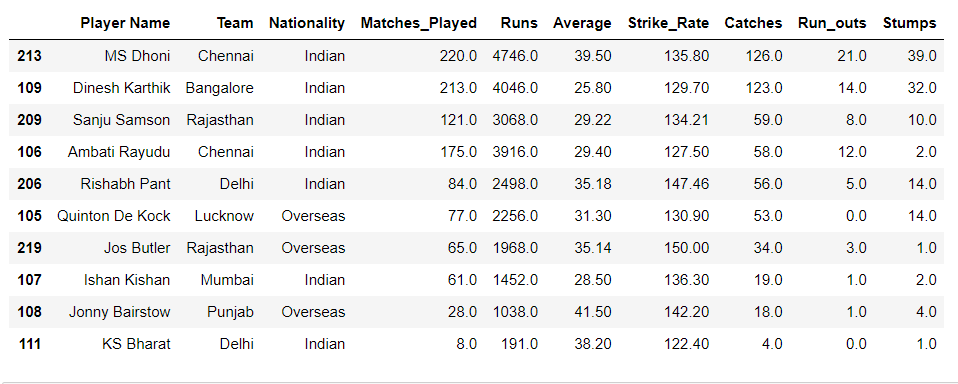 Player Name Team Nationality Matches_Played Runs Average Strike_Rate Catches Run_outs Stumps
213 MS Dhoni Chennai Indian 220.0 4746.0 39.50 135.80 126.0 21.0 39.0
109 Dinesh Karthik Bangalore Indian 213.0 4046.0 25.80 129.70 123.0 14.0 32.0
209 Sanju Samson Rajasthan Indian 121.0 3068.0 29.22 134.21 59.0 8.0 10.0
106 Ambati Rayudu Chennai Indian 175.0 3916.0 29.40 127.50 58.0 12.0 2.0
206 Rishabh Pant Delhi Indian 84.0 2498.0 35.18 147.46 56.0 5.0 14.0
105 Quinton De Kock Lucknow Overseas 77.0 2256.0 31.30 130.90 53.0 0.0 14.0
219 Jos Butler Rajasthan Overseas 65.0 1968.0 35.14 150.00 34.0 3.0 1.0
107 Ishan Kishan Mumbai Indian 61.0 1452.0 28.50 136.30 19.0 1.0 2.0
108 Jonny Bairstow Punjab Overseas 28.0 1038.0 41.50 142.20 18.0 1.0 4.0
111 KS Bharat Delhi Indian 8.0 191.0 38.20 122.40 4.0 0.0 1.0